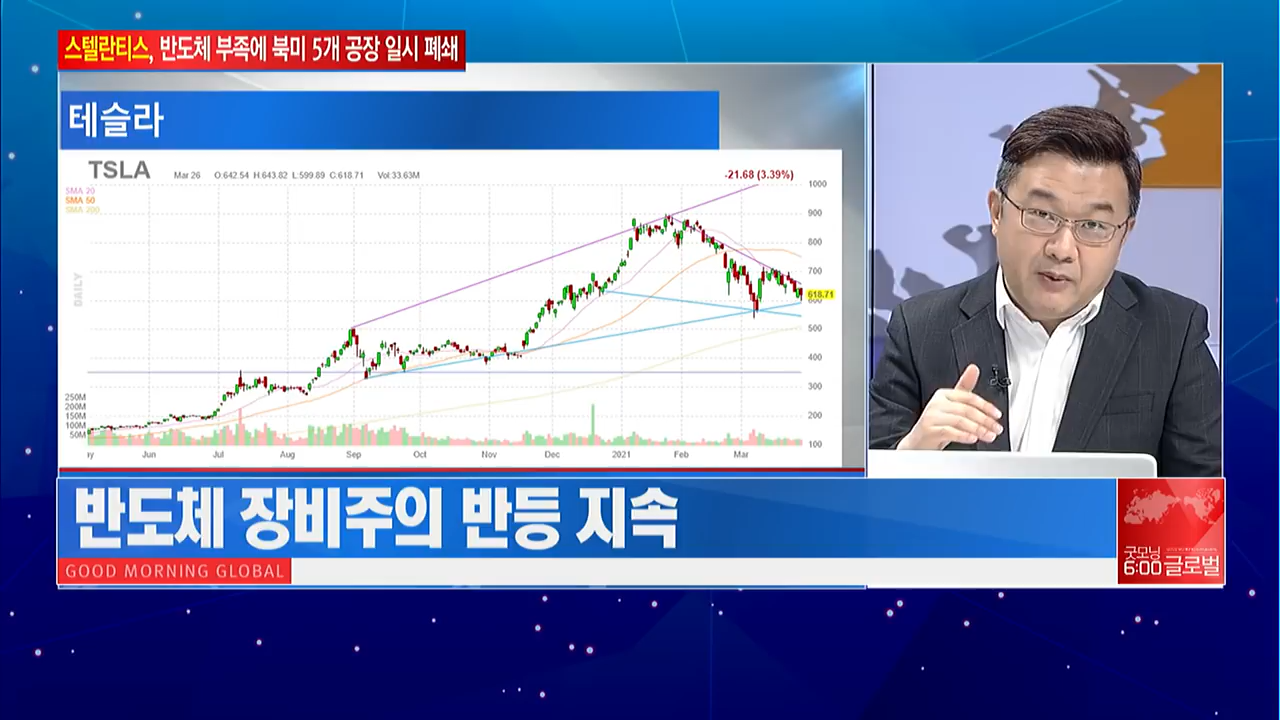 스텔란티스, 반도체 부족에 북미 5개 공장 일시 폐쇄
테슬라
TSLA
Mar 26 O:642.54 H:643.82 L:599.89 C:618.71 Vol:33.63M
-21.68 (3.39%)
SMA 20
SMA 50
SMA 200
DAILY
1000
900
800
700
618.71
600
500
400
300
200
100
250M
200M
150M
100M
50M
ay Jun Jul Aug Sep Oct Nov Dec 2021 Feb Mar
반도체 장비주의 반등 지속
GOOD MORNING GLOBAL
굿모닝
6:00 글로벌